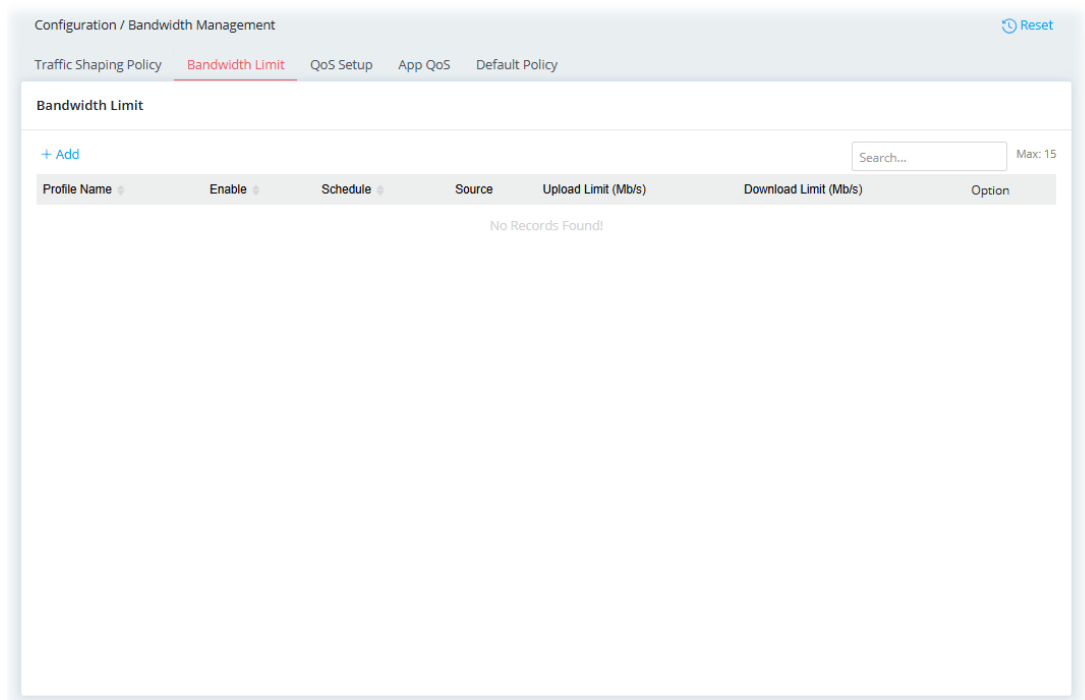 Configuration / Bandwidth Management
Reset
Traffic Shaping Policy Bandwidth Limit QoS Setup App QoS Default Policy
Bandwidth Limit
+ Add
Search...
Max: 15
Profile Name Enable Schedule Source Upload Limit (Mb/s) Download Limit (Mb/s) Option
No Records Found!